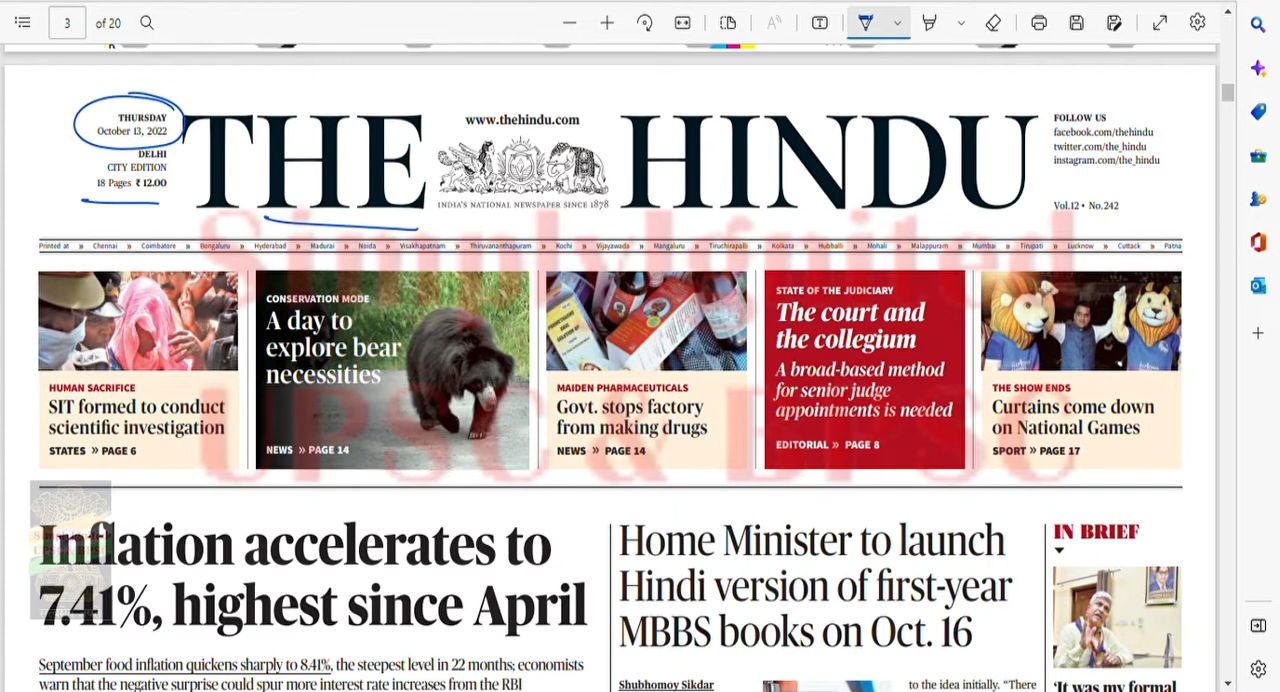 3 of 20
THURSDAY
October 13, 2022
DELHI
CITY EDITION
18 Pages ₹ 12.00
THE HINDU
www.thehindu.com
INDIA'S NATIONAL NEWSPAPER SINCE 1878
FOLLOW US
facebook.com/thehindu
twitter.com/the_hindu
instagram.com/the_hindu
Vol.12 • No.242
Printed at » Chennai » Coimbatore » Bengaluru » Hyderabad » Madurai » Noida » Visakhapatnam » Thiruvananthapuram » Kochi » Vijayawada » Mangaluru » Tiruchirapalli » Kolkata » Hubballi » Mohali » Malappuram » Mumbai » Tirupati » Lucknow » Cuttack » Patna
SimplyIgnited
UPSC & BPSC
HUMAN SACRIFICE
SIT formed to conduct
scientific investigation
STATES » PAGE 6
CONSERVATION MODE
A day to
explore bear
necessities
NEWS » PAGE 14
MAIDEN PHARMACEUTICALS
Govt. stops factory
from making drugs
NEWS » PAGE 14
STATE OF THE JUDICIARY
The court and
the collegium
A broad-based method
for senior judge
appointments is needed
EDITORIAL » PAGE 8
THE SHOW ENDS
Curtains come down
on National Games
SPORT » PAGE 17
Inflation accelerates to
7.41%, highest since April
September food inflation quickens sharply to 8.41%, the steepest level in 22 months; economists
warn that the negative surprise could spur more interest rate increases from the RBI
Home Minister to launch
Hindi version of first-year
MBBS books on Oct. 16
Shubhomoy Sikdar
to the idea initially. “There
IN BRIEF
‘It was my formal